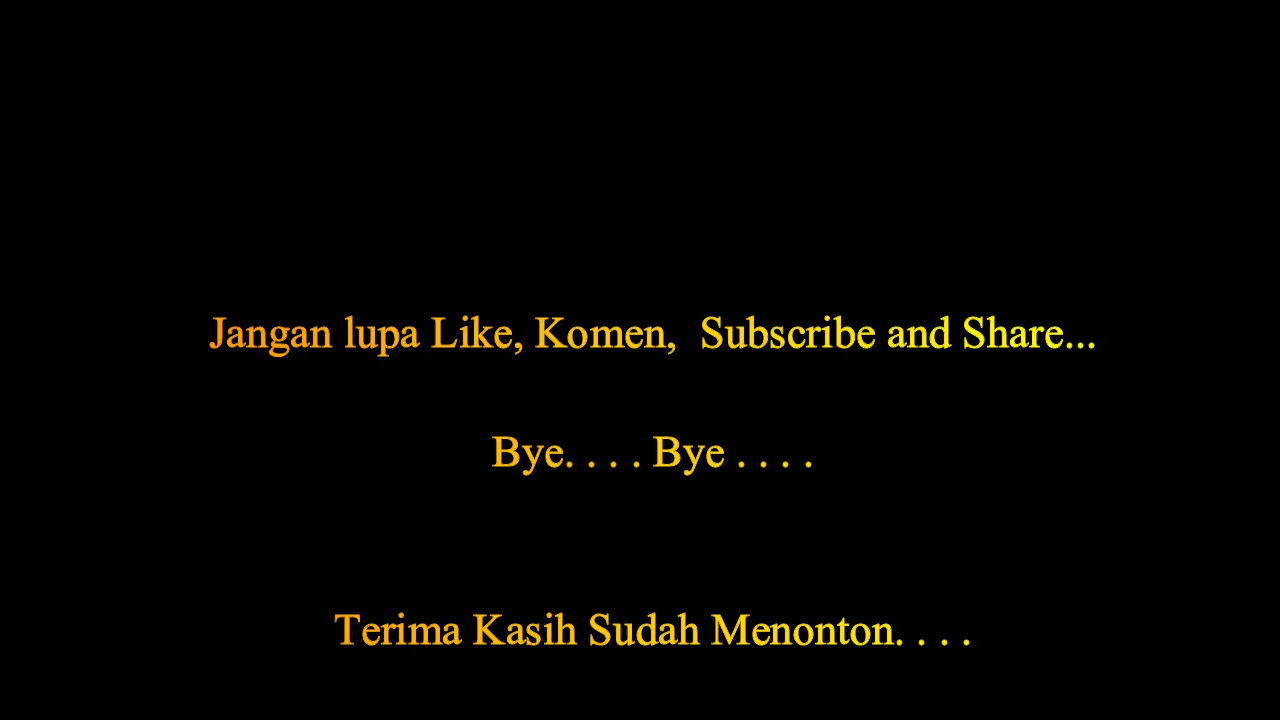 Jangan lupa Like, Komen,  Subscribe and Share...
Bye. . . . Bye . . . .
Terima Kasih Sudah Menonton. . . .